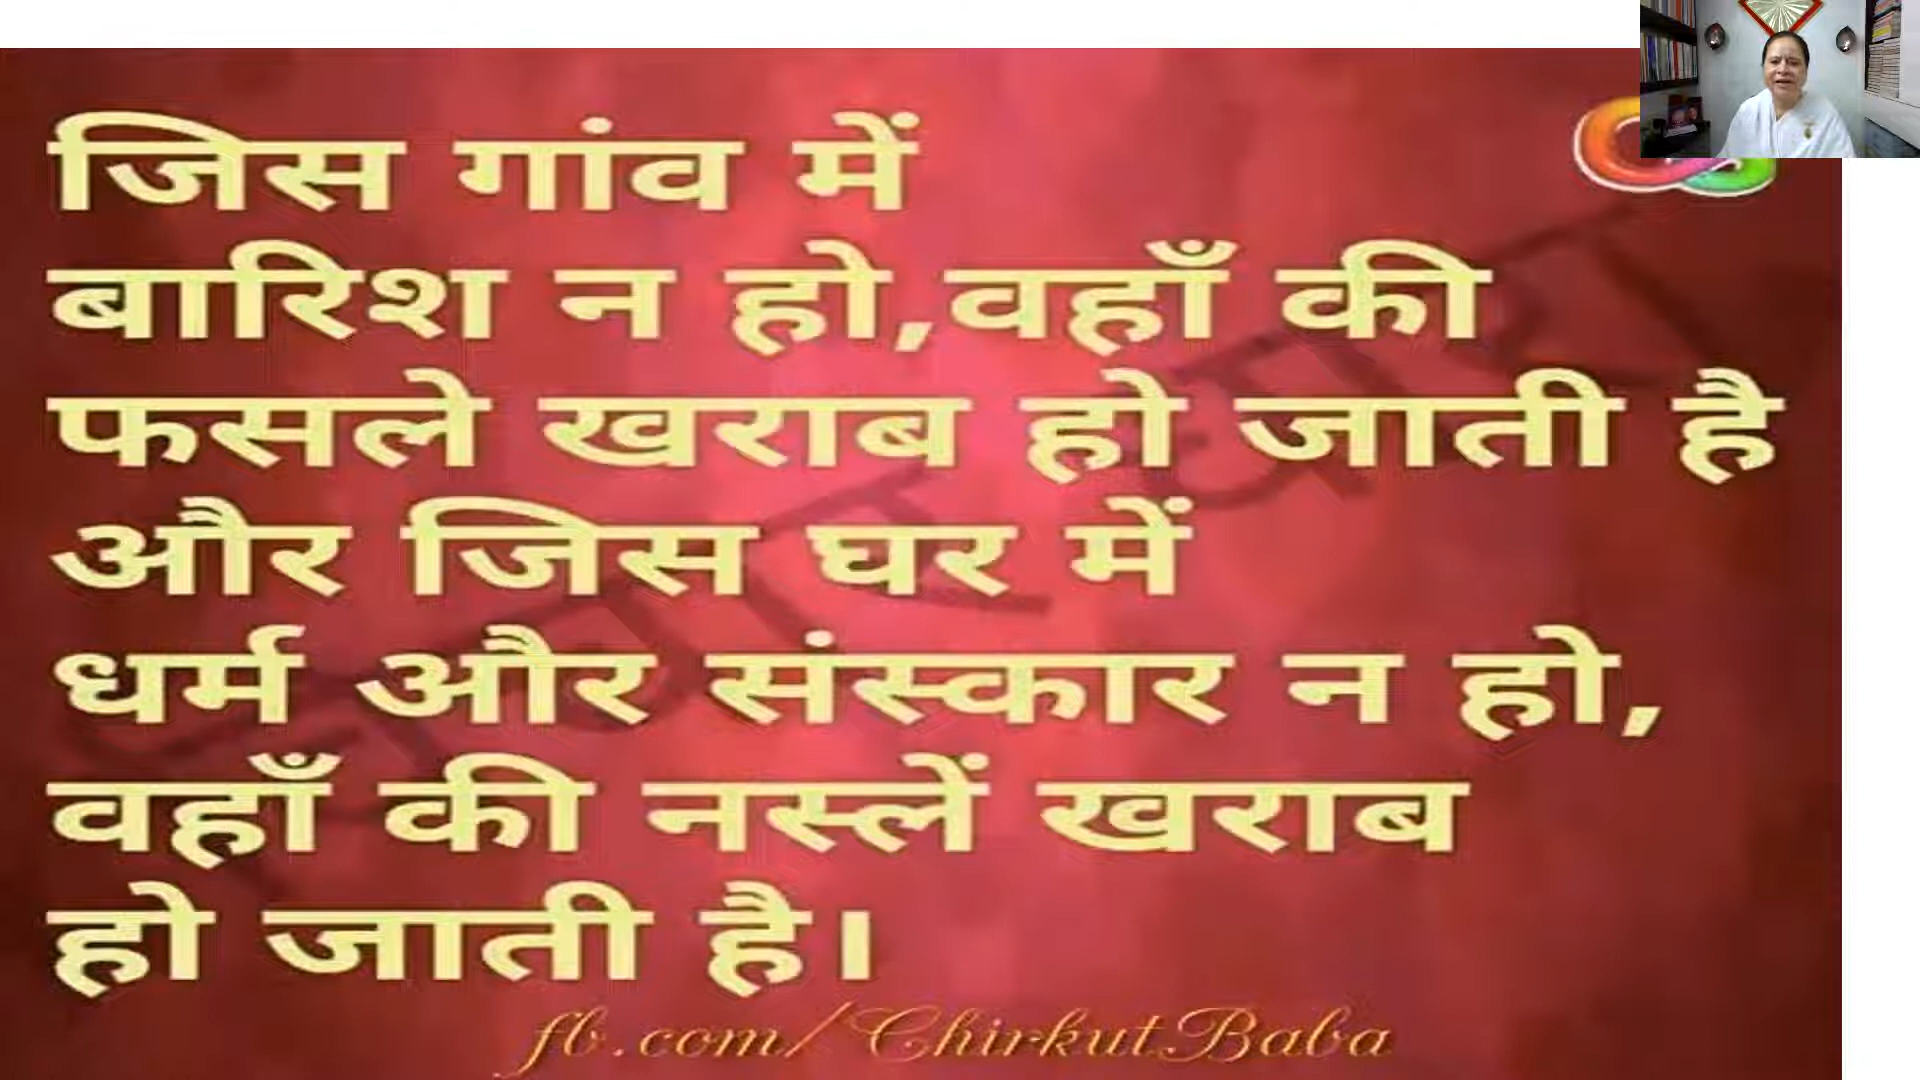 जिस गांव में
बारिश न हो,वहाँ की
फसले खराब हो जाती है
और जिस घर में
धर्म और संस्कार न हो,
वहाँ की नस्लें खराब
हो जाती है।
fb.com/ChirkutBaba